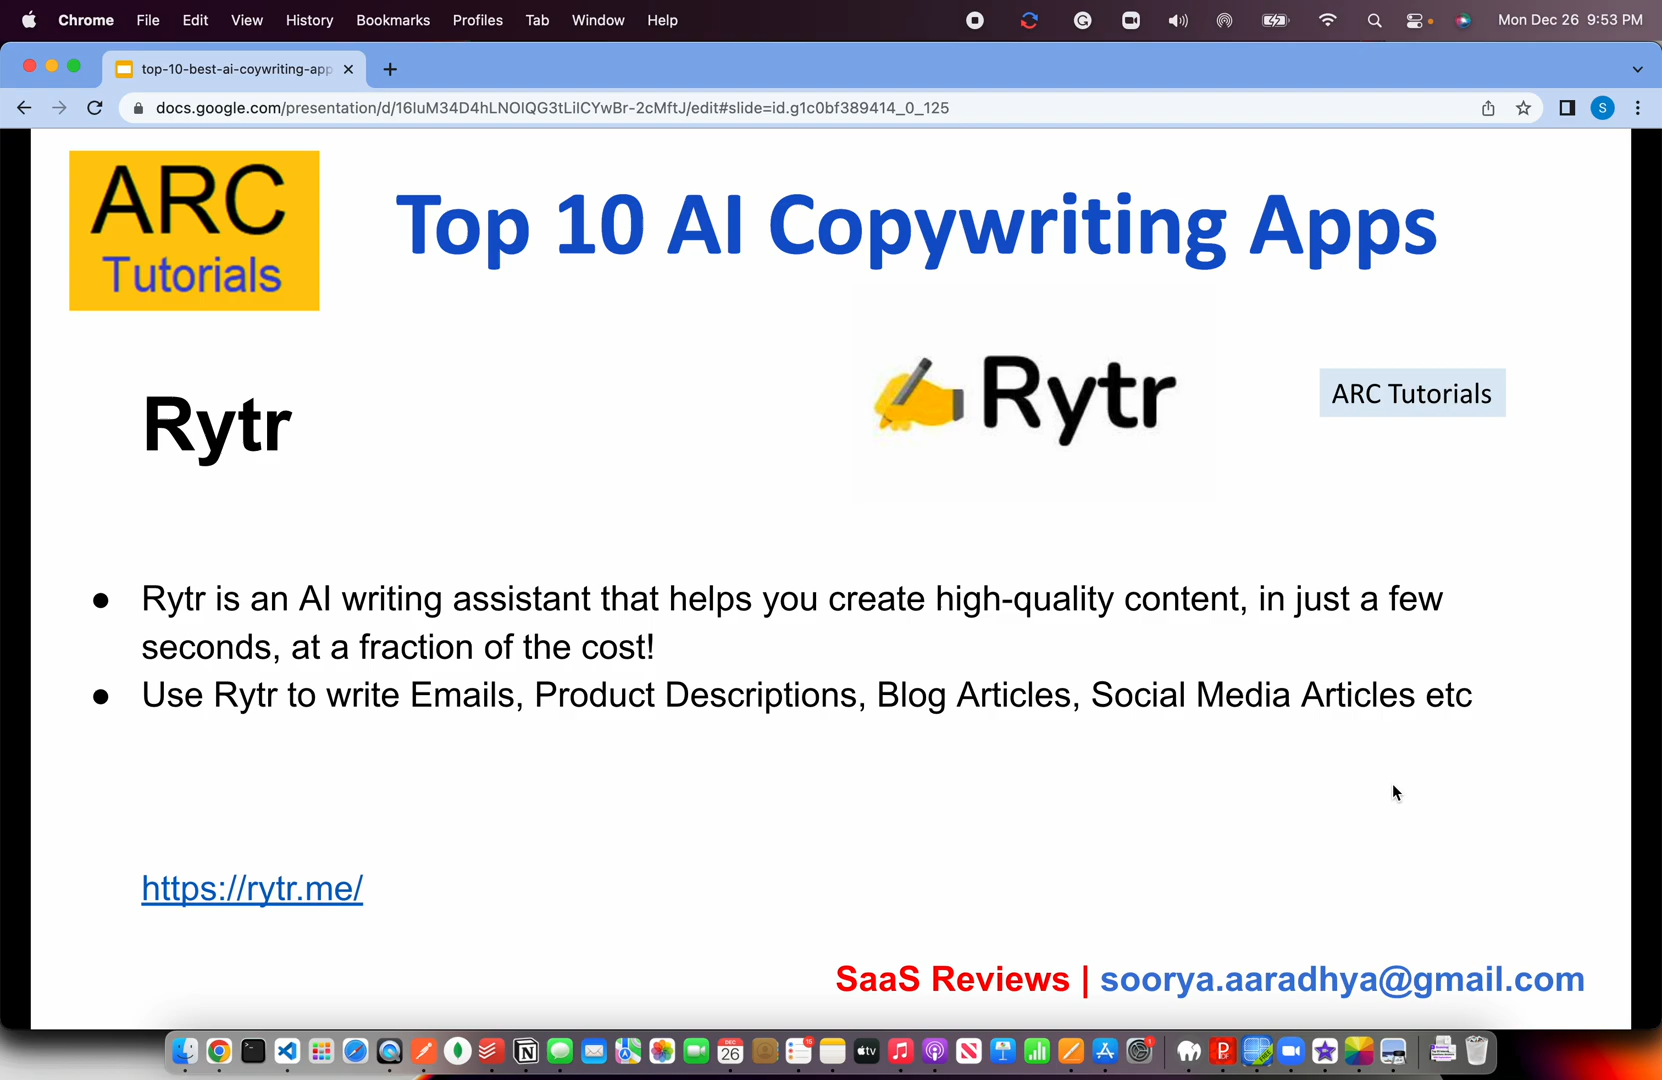 Chrome File Edit View History Bookmarks Profiles Tab Window Help Mon Dec 26 9:53 PM
top-10-best-ai-coywriting-app
docs.google.com/presentation/d/16IuM34D4hLNOIQG3tLiICYwBr-2cMftJ/edit#slide=id.g1c0bf389414_0_125
S
ARC
Tutorials
Top 10 AI Copywriting Apps
Rytr
Rytr
ARC Tutorials
● Rytr is an AI writing assistant that helps you create high-quality content, in just a few
seconds, at a fraction of the cost!
● Use Rytr to write Emails, Product Descriptions, Blog Articles, Social Media Articles etc
https://rytr.me/
SaaS Reviews | soorya.aaradhya@gmail.com
DEC
26
tv